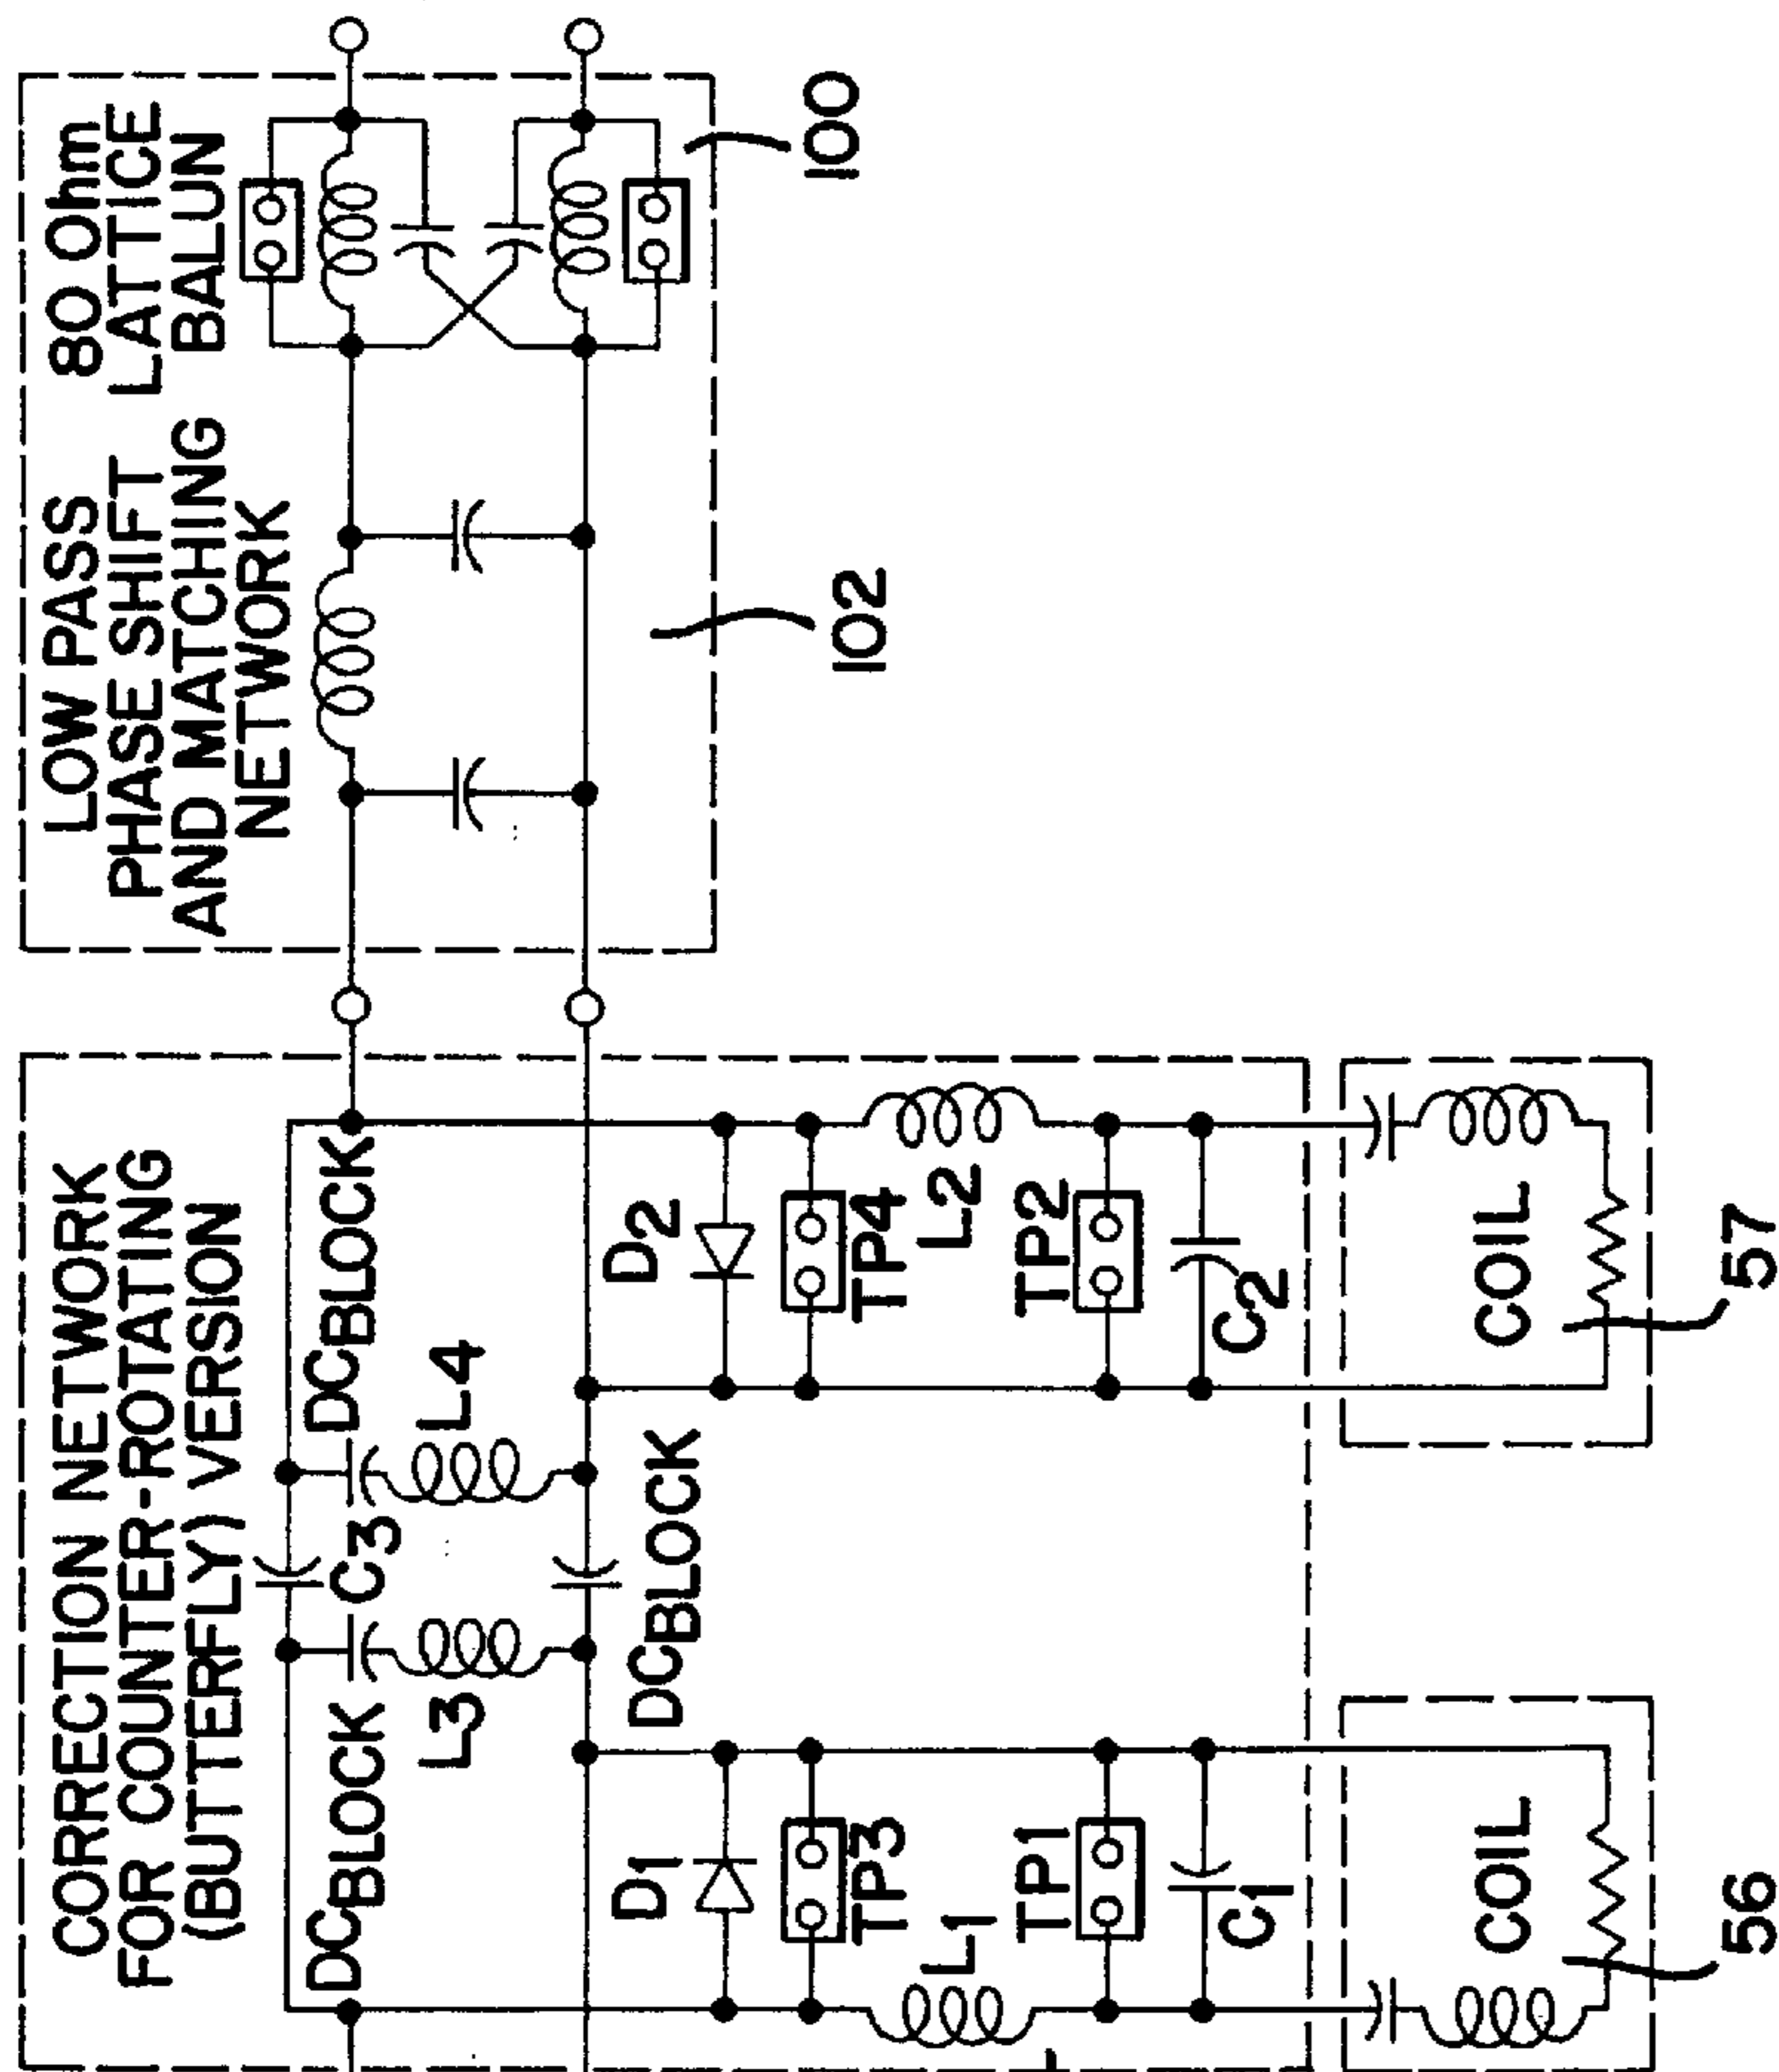 CORRECTION NETWORK
FOR COUNTER-ROTATING
(BUTTERFLY) VERSION
LOW PASS
PHASE SHIFT
AND MATCHING
NETWORK
80 Ohm
LATTICE
BALUN
100
102
DCBLOCK
L3
C3
DCBLOCK
L4
DCBLOCK
D1
TP3
L1
TP1
C1
COIL
56
D2
TP4
L2
TP2
C2
COIL
57